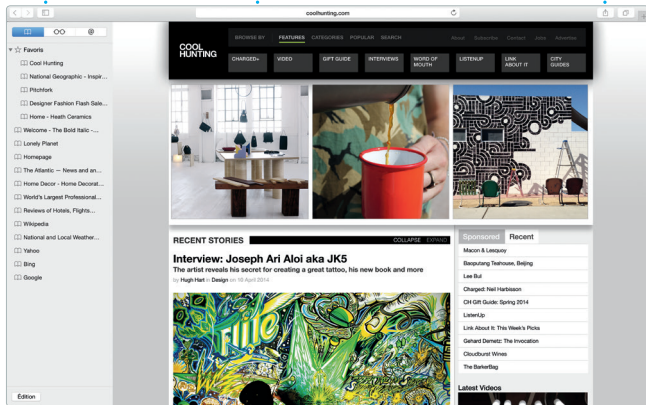 coolhunting.com
@
Favoris
Cool Hunting
National Geographic - Inspir...
Pitchfork
Designer Fashion Flash Sale...
Home - Heath Ceramics
Welcome - The Bold Italic -...
Lonely Planet
Homepage
The Atlantic — News and an...
Home Decor - Home Decorat...
World's Largest Professional...
Reviews of Hotels, Flights...
Wikipedia
National and Local Weather...
Yahoo
Bing
Google
Édition
COOL
HUNTING
BROWSE BY FEATURES CATEGORIES POPULAR SEARCH
About Subscribe Contact Jobs Advertise
CHARGED+
VIDEO
GIFT GUIDE
INTERVIEWS
WORD OF
MOUTH
LISTENUP
LINK
ABOUT IT
CITY
GUIDES
RECENT STORIES
COLLAPSE EXPAND
Interview: Joseph Ari Aloi aka JK5
The artist reveals his secret for creating a great tattoo, his new book and more
by Hugh Hart in Design on 16 April 2014
Sponsored Recent
Macon & Lesquoy
Baoputang Teahouse, Beijing
Lee Bul
Charged: Neil Harbisson
CH Gift Guide: Spring 2014
ListenUp
Link About It: This Week's Picks
Gehard Demetz: The Invocation
Cloudburst Wines
The BarkerBag
Latest Videos